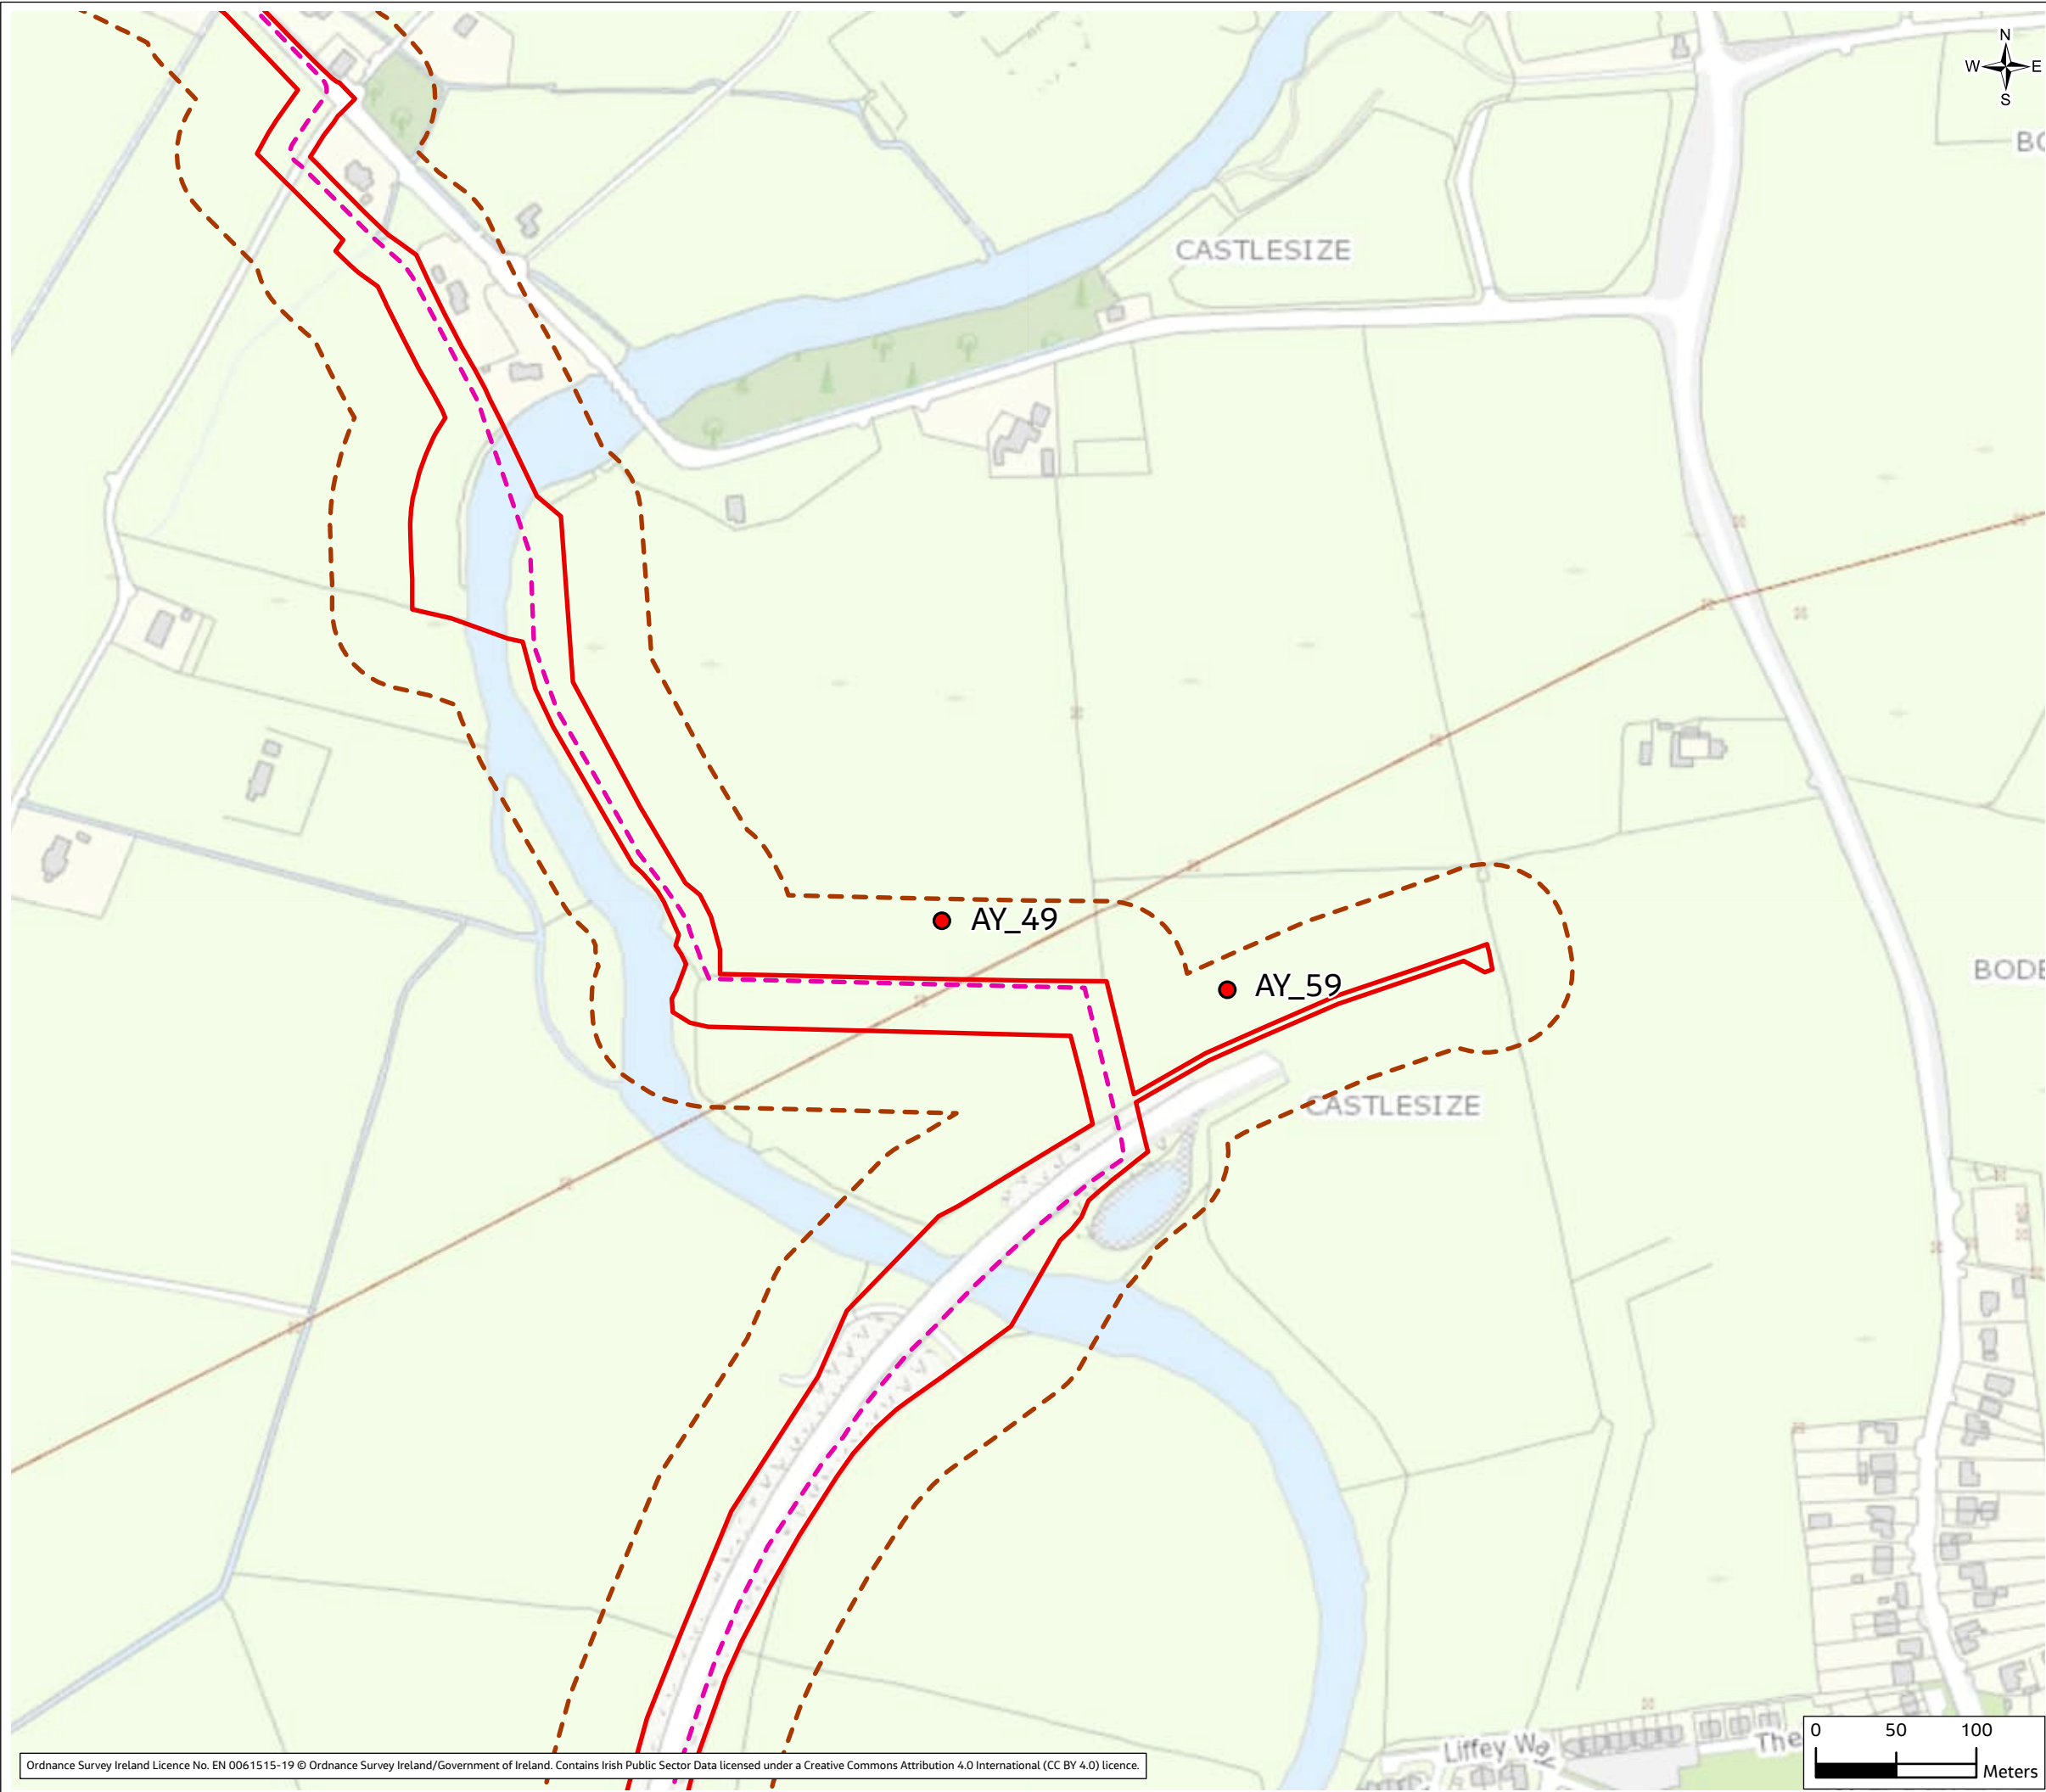 N
W E
S
CASTLESIZE
AY_49
AY_59
CASTLESIZE
Liffey Way
The
0 50 100
Meters
Ordnance Survey Ireland Licence No. EN 0061515-19 © Ordnance Survey Ireland/Government of Ireland. Contains Irish Public Sector Data licensed under a Creative Commons Attribution 4.0 International (CC BY 4.0) licence.